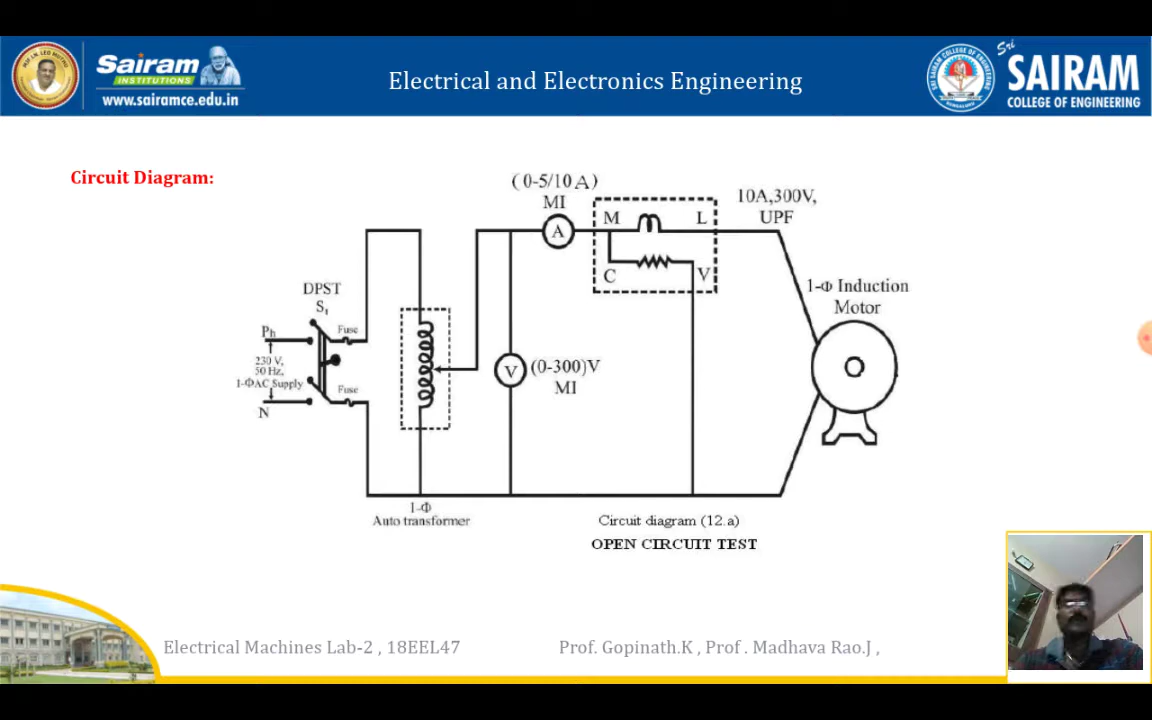 Sairam
INSTITUTIONS
www.sairamce.edu.in
Electrical and Electronics Engineering
Sri
SAIRAM
COLLEGE OF ENGINEERING
Circuit Diagram:
(0-5/10A)
MI
A
M
L
C
V
10A,300V,
UPF
1-Φ Induction
Motor
DPST
S1
Fuse
Ph
230 V,
50 Hz,
1-ΦAC Supply
N
Fuse
V
(0-300)V
MI
1-Φ
Auto transformer
Circuit diagram (12.a)
OPEN CIRCUIT TEST
Electrical Machines Lab-2 , 18EEL47
Prof. Gopinath.K , Prof . Madhava Rao.J ,